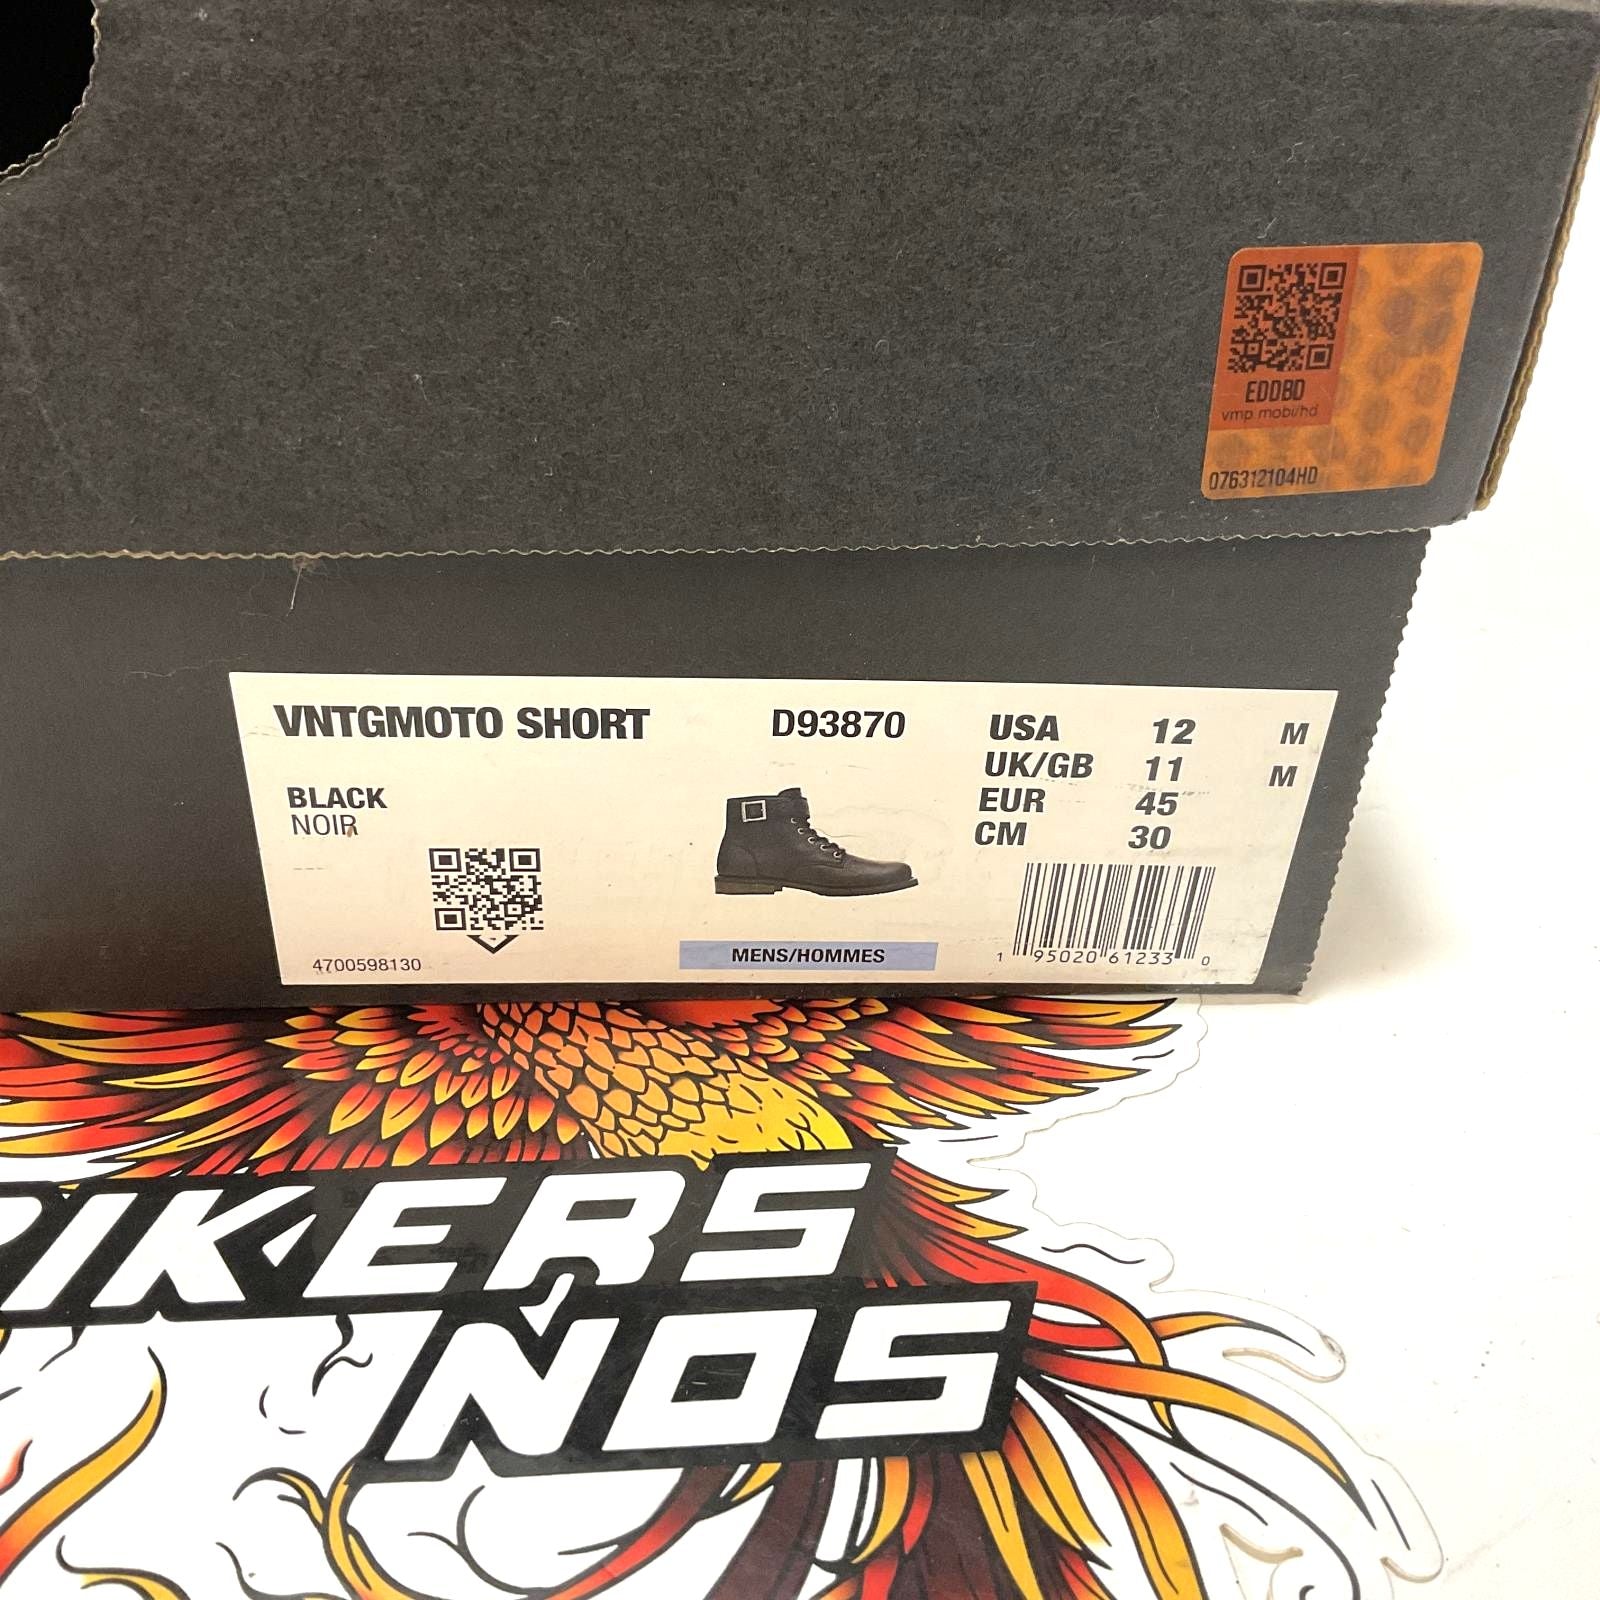 EDDBD
vmp mobi/hd
076312104HD
VNTGMOTO SHORT D93870
USA 12 M
UK/GB 11 M
EUR 45
CM 30
BLACK
NOIR
4700598130
MENS/HOMMES
1 95020 61233 0
IKERS
NOS